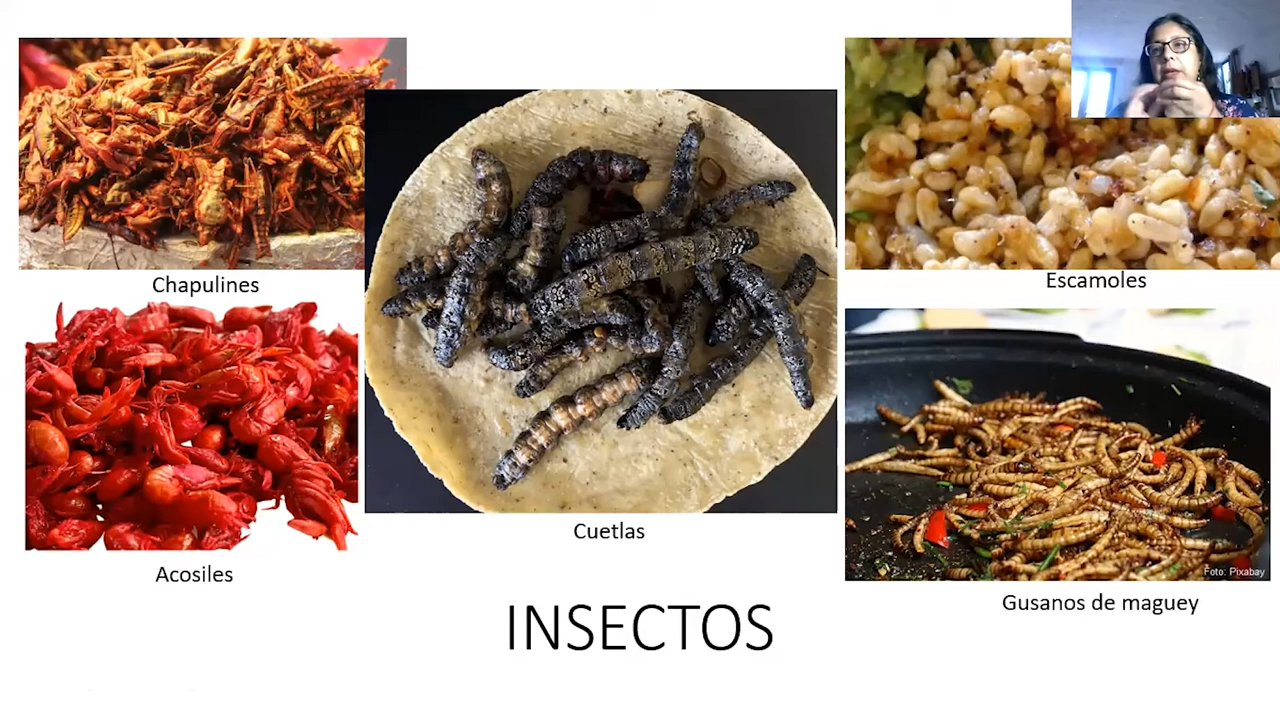 Chapulines
Escamoles
Cuetlas
Acosiles
Foto: Pixabay
Gusanos de maguey
INSECTOS